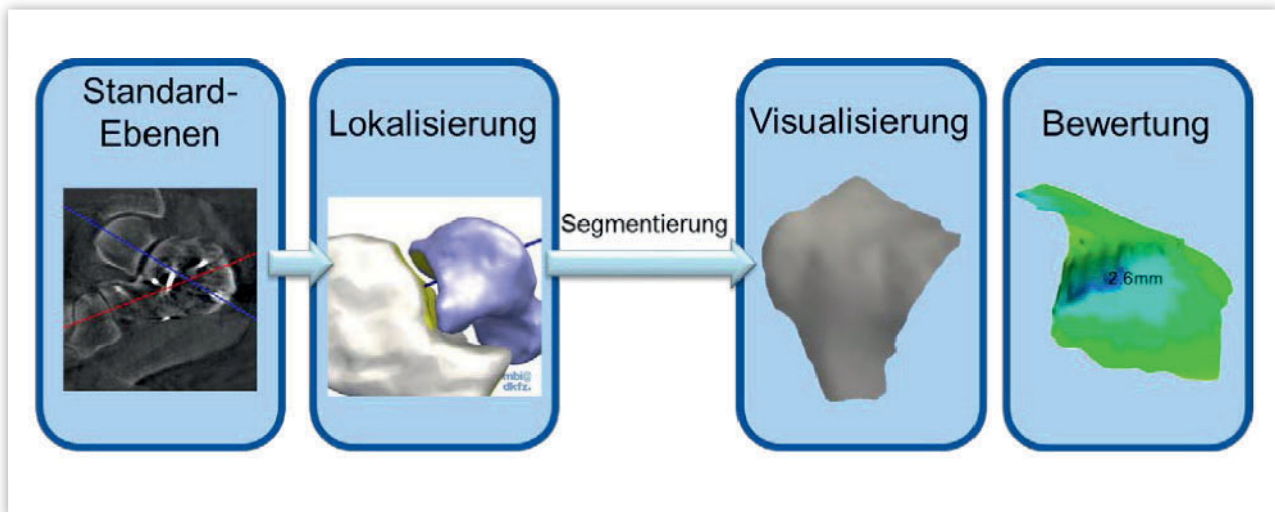 Standard-
Ebenen
Lokalisierung
mbi@
dkfz.
Segmentierung
Visualisierung
Bewertung
2.6mm